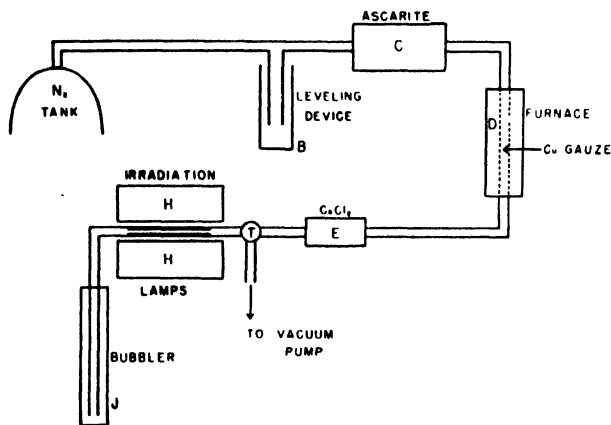 ASCARITE
C
N₂
TANK
LEVELING
DEVICE
B
D
FURNACE
Cu GAUZE
IRRADIATION
H
CaCl₂
E
T
H
LAMPS
TO VACUUM
PUMP
BUBBLER
J